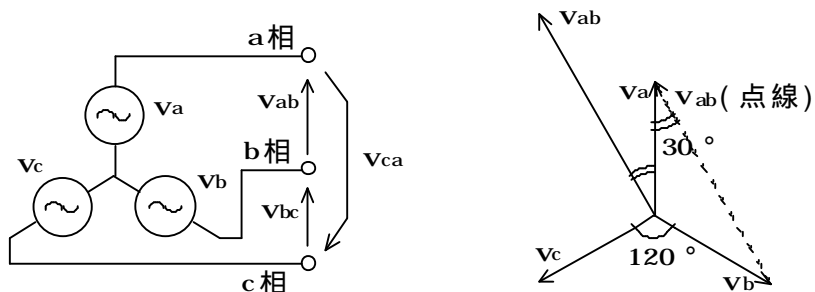 a相
Va
Vab
b相
Vb
Vc
Vca
Vbc
c相
Vab
Va
Vab(点線)
30°
Vc
120°
Vb